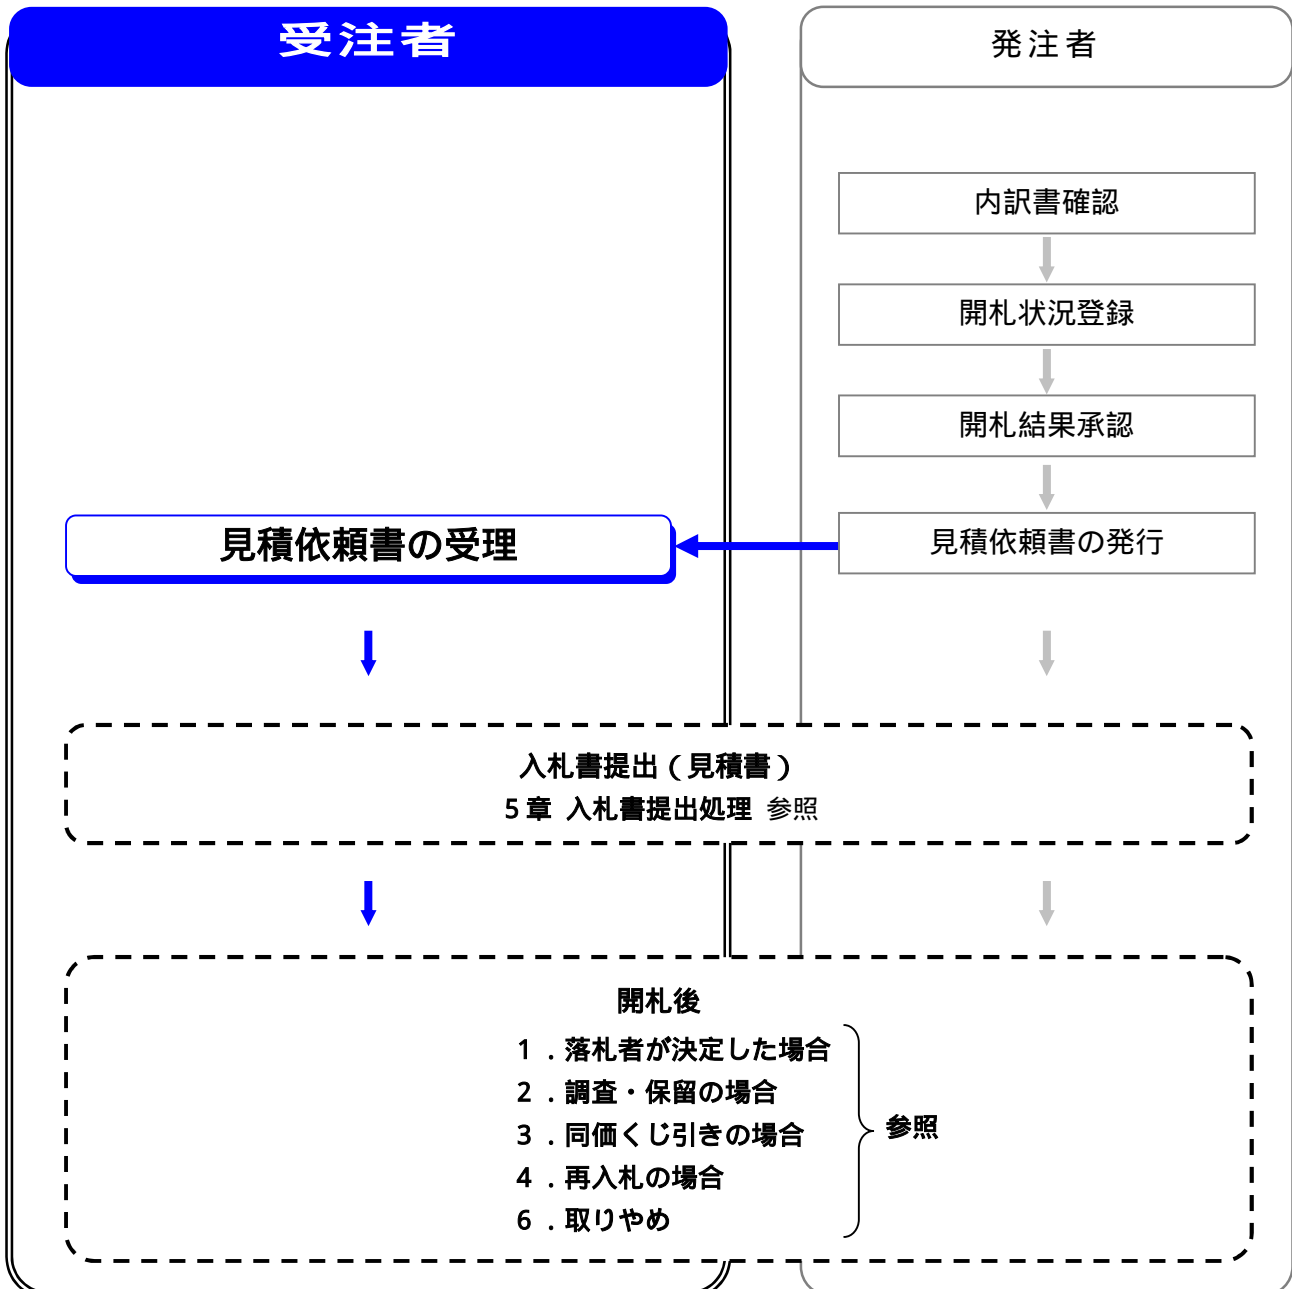 受注者
発注者
内訳書確認
開札状況登録
開札結果承認
見積依頼書の受理
見積依頼書の発行
入札書提出（見積書）
5 章 入札書提出処理 参照
開札後
1 ．落札者が決定した場合
2 ．調査・保留の場合
3 ．同価くじ引きの場合
4 ．再入札の場合
6 ．取りやめ
参照